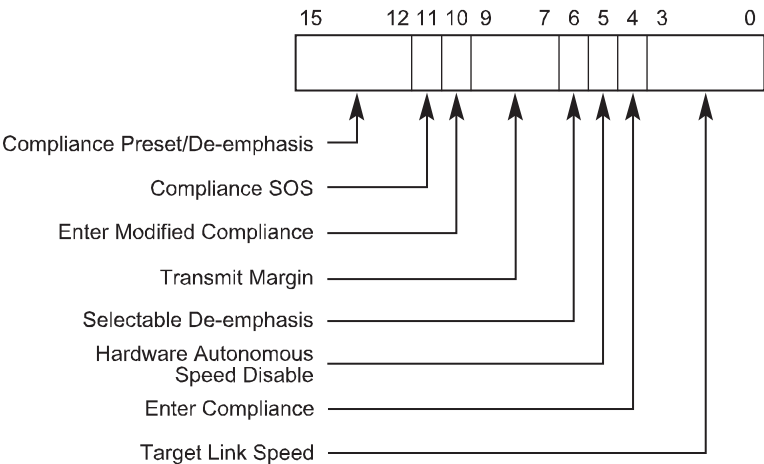 15 12 11 10 9 7 6 5 4 3 0
Compliance Preset/De-emphasis
Compliance SOS
Enter Modified Compliance
Transmit Margin
Selectable De-emphasis
Hardware Autonomous
Speed Disable
Enter Compliance
Target Link Speed